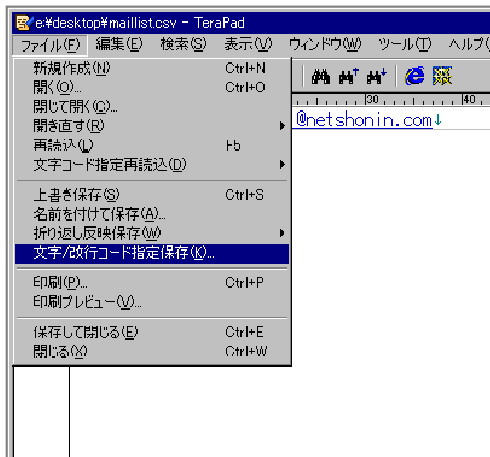 e:¥desktop¥maillist.csv - TeraPad
ファイル(F) 編集(E) 検索(S) 表示(V) ウィンドウ(W) ツール(T) ヘルプ(
新規作成(N) Ctrl+N
開く(O)... Ctrl+O
閉じて開く(C)...
開き直す(R)
再読込(L) F5
文字コード指定再読込(D)
上書き保存(S) Ctrl+S
名前を付けて保存(A)...
折り返し反映保存(W)
文字/改行コード指定保存(K)...
印刷(P)... Ctrl+P
印刷プレビュー(V)...
保存して閉じる(E) Ctrl+E
閉じる(X) Ctrl+W
30 40
@netshonin.com↓